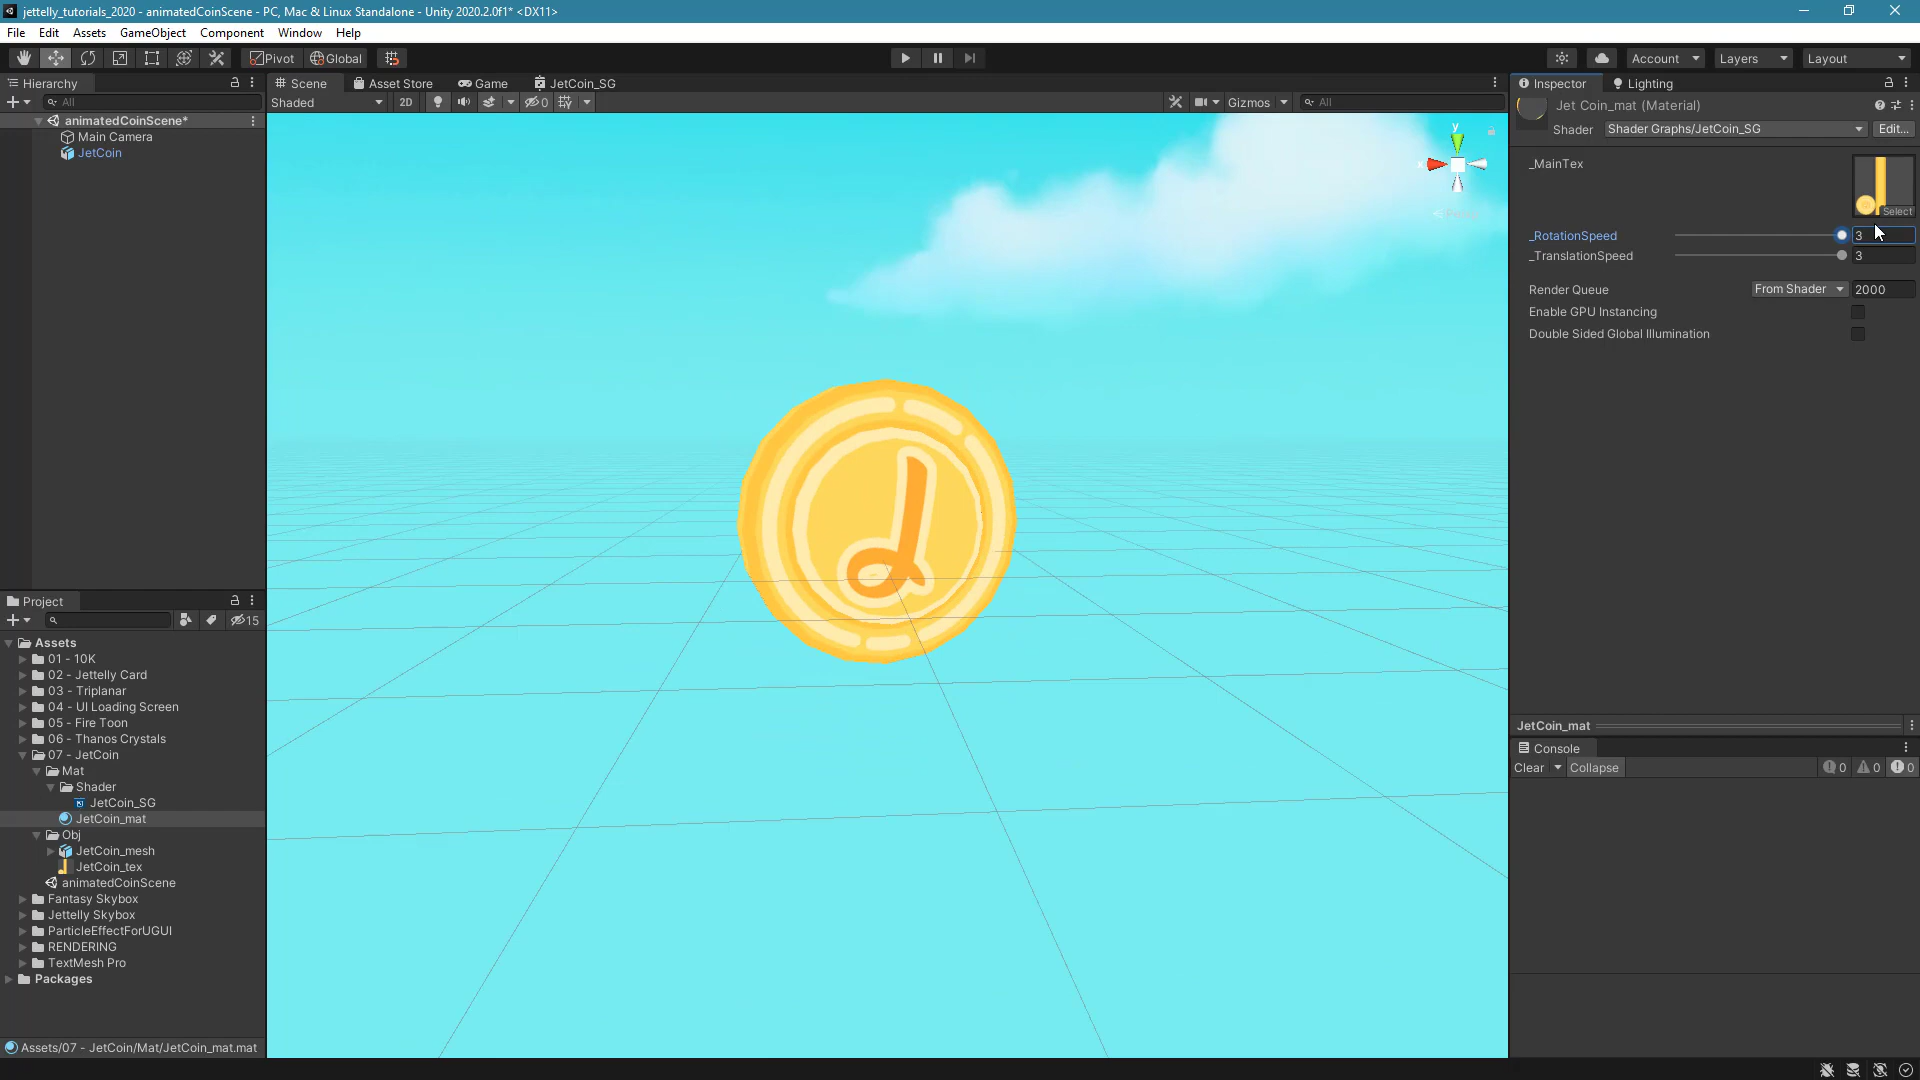 jettelly_tutorials_2020 - animatedCoinScene - PC, Mac & Linux Standalone - Unity 2020.2.0f1* <DX11>
File Edit Assets GameObject Component Window Help
Pivot Global Account Layers Layout
Hierarchy
All
animatedCoinScene*
Main Camera
JetCoin
Scene Asset Store Game JetCoin_SG
Shaded 2D 0 Gizmos All
y
x
Inspector Lighting
Jet Coin_mat (Material)
Shader Shader Graphs/JetCoin_SG Edit...
_MainTex
Select
_RotationSpeed 3
_TranslationSpeed 3
Render Queue From Shader 2000
Enable GPU Instancing
Double Sided Global Illumination
Project
15
Assets
01 - 10K
02 - Jettelly Card
03 - Triplanar
04 - UI Loading Screen
05 - Fire Toon
06 - Thanos Crystals
07 - JetCoin
Mat
Shader
JetCoin_SG
JetCoin_mat
Obj
JetCoin_mesh
JetCoin_tex
animatedCoinScene
Fantasy Skybox
Jettelly Skybox
ParticleEffectForUGUI
RENDERING
TextMesh Pro
Packages
Assets/07 - JetCoin/Mat/JetCoin_mat.mat
JetCoin_mat
Console
Clear Collapse 0 0 0